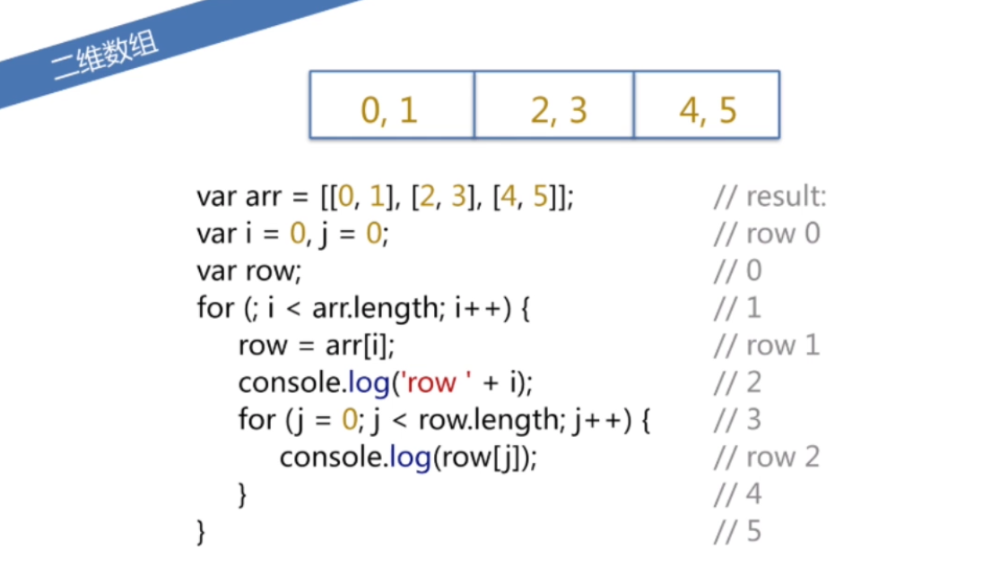 二维数组
0, 1 2, 3 4, 5
var arr = [[0, 1], [2, 3], [4, 5]]; // result:
var i = 0, j = 0; // row 0
var row; // 0
for (; i < arr.length; i++) { // 1
row = arr[i]; // row 1
console.log('row ' + i); // 2
for (j = 0; j < row.length; j++) { // 3
console.log(row[j]); // row 2
} // 4
} // 5